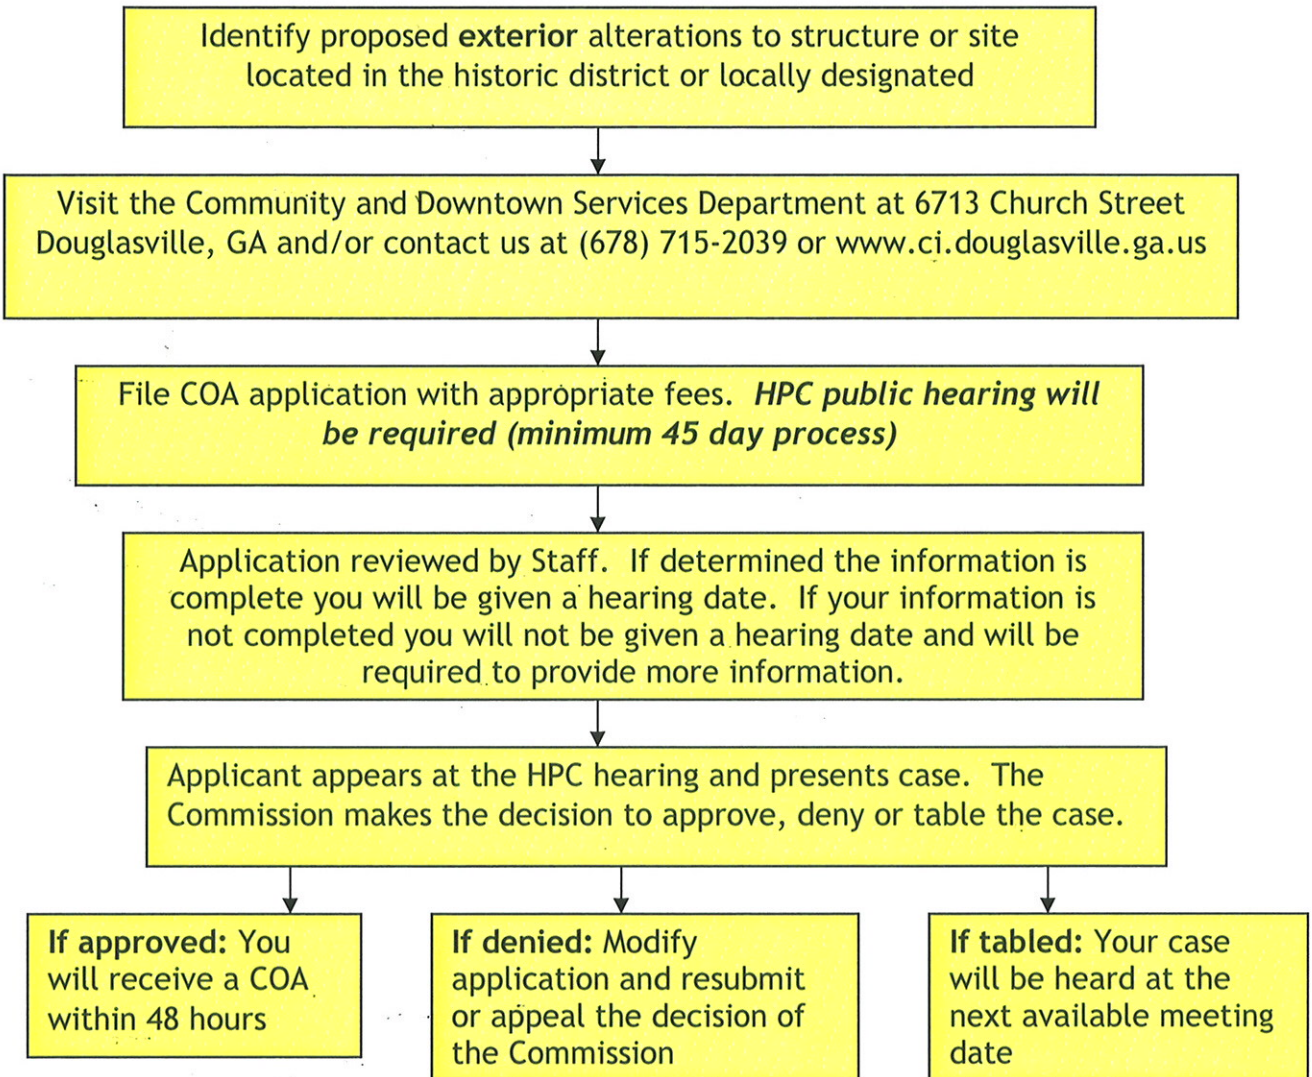 Identify proposed exterior alterations to structure or site
located in the historic district or locally designated
Visit the Community and Downtown Services Department at 6713 Church Street
Douglasville, GA and/or contact us at (678) 715-2039 or www.ci.douglasville.ga.us
File COA application with appropriate fees.  HPC public hearing will
be required (minimum 45 day process)
Application reviewed by Staff.  If determined the information is
complete you will be given a hearing date.  If your information is
not completed you will not be given a hearing date and will be
required to provide more information.
Applicant appears at the HPC hearing and presents case.  The
Commission makes the decision to approve, deny or table the case.
If approved: You
will receive a COA
within 48 hours
If denied: Modify
application and resubmit
or appeal the decision of
the Commission
If tabled: Your case
will be heard at the
next available meeting
date